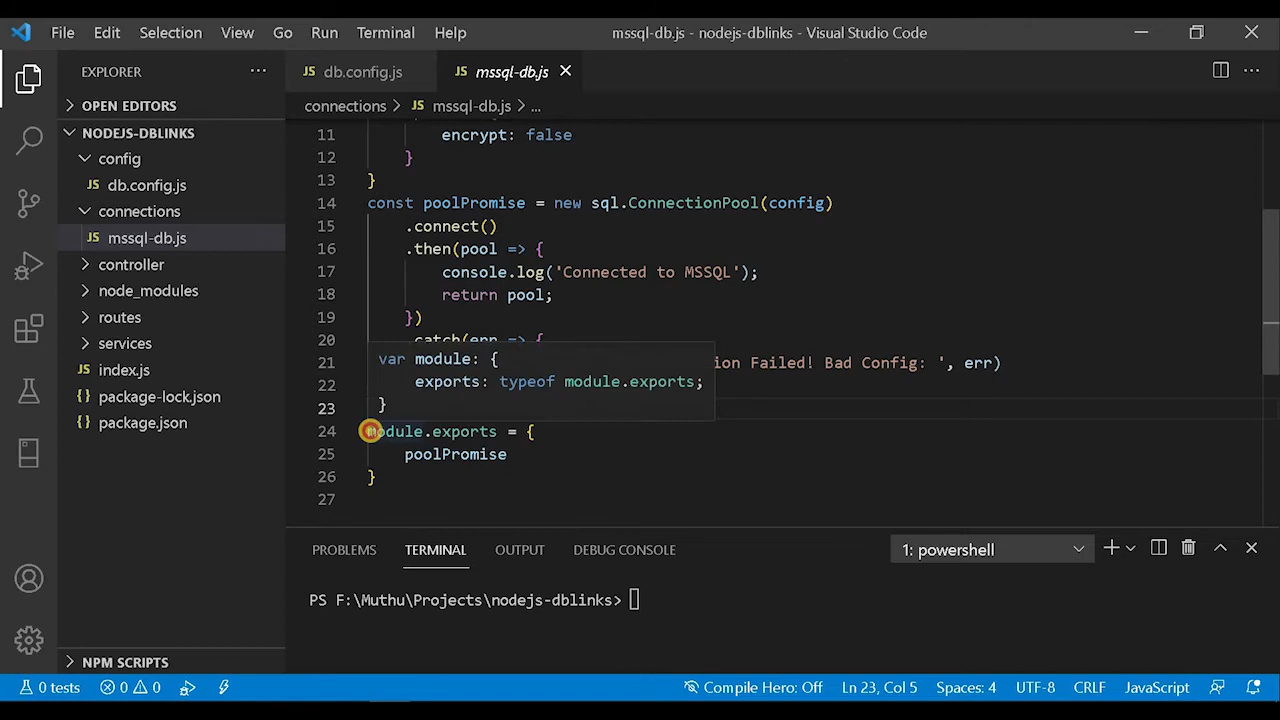 File Edit Selection View Go Run Terminal Help mssql-db.js - nodejs-dblinks - Visual Studio Code
EXPLORER
OPEN EDITORS
NODEJS-DBLINKS
config
JS db.config.js
connections
JS mssql-db.js
controller
node_modules
routes
services
JS index.js
{} package-lock.json
{} package.json
NPM SCRIPTS
JS db.config.js JS mssql-db.js
connections > JS mssql-db.js > ...
11 encrypt: false
12 }
13 }
14 const poolPromise = new sql.ConnectionPool(config)
15 .connect()
16 .then(pool => {
17 console.log('Connected to MSSQL');
18 return pool;
19 })
20 .catch(err => {
21 ion Failed! Bad Config: ', err)
22
23
var module: {
exports: typeof module.exports;
}
24 module.exports = {
25 poolPromise
26 }
27
PROBLEMS TERMINAL OUTPUT DEBUG CONSOLE 1: powershell
PS F:\Muthu\Projects\nodejs-dblinks>
0 tests 0 0 Compile Hero: Off Ln 23, Col 5 Spaces: 4 UTF-8 CRLF JavaScript